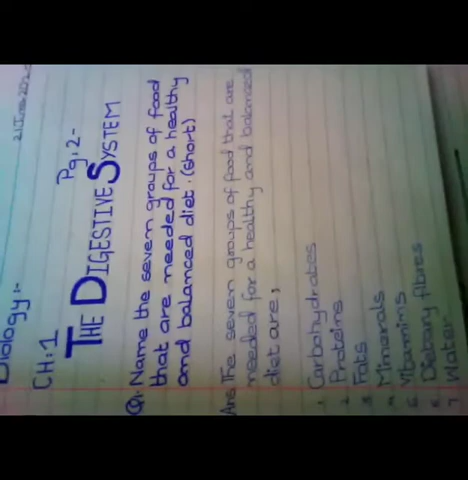 Biology:-
CH:1
Pg:2-
THE DIGESTIVE SYSTEM
Q. Name the seven groups of food
that are needed for a healthy
and balanced diet. (short)
Ans The seven groups of food that are
needed for a healthy and balanced
diet are;
1. Carbohydrates
2. Proteins
3. Fats
4. Minerals
5. Vitamins
6. Dietary fibres
7. Water